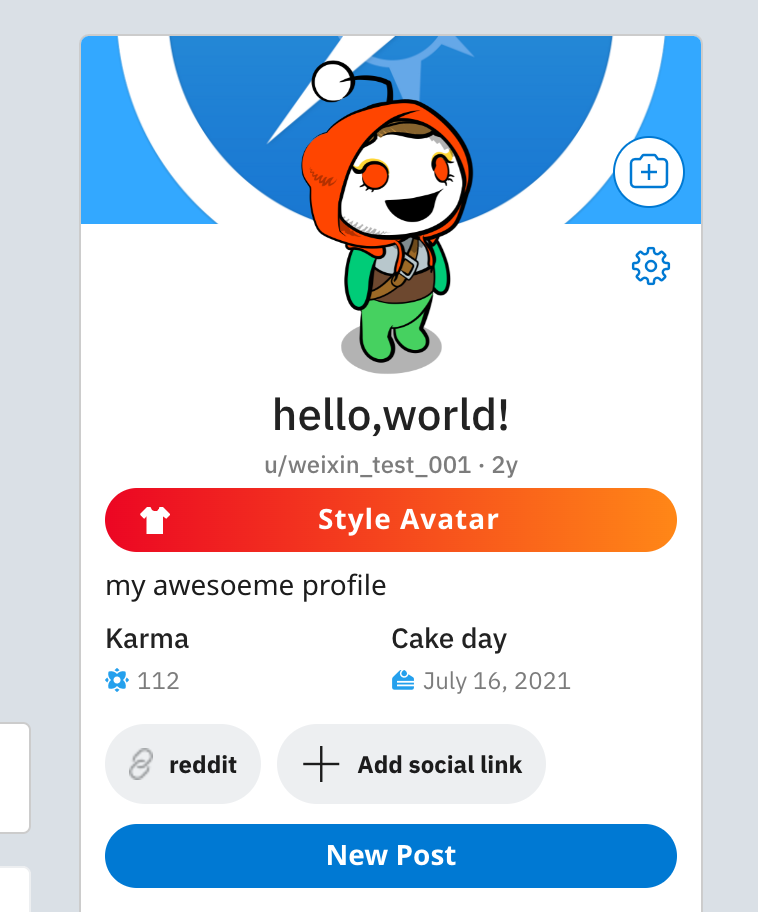 hello,world!
u/weixin_test_001 · 2y
Style Avatar
my awesoeme profile
Karma Cake day
112 July 16, 2021
reddit Add social link
New Post